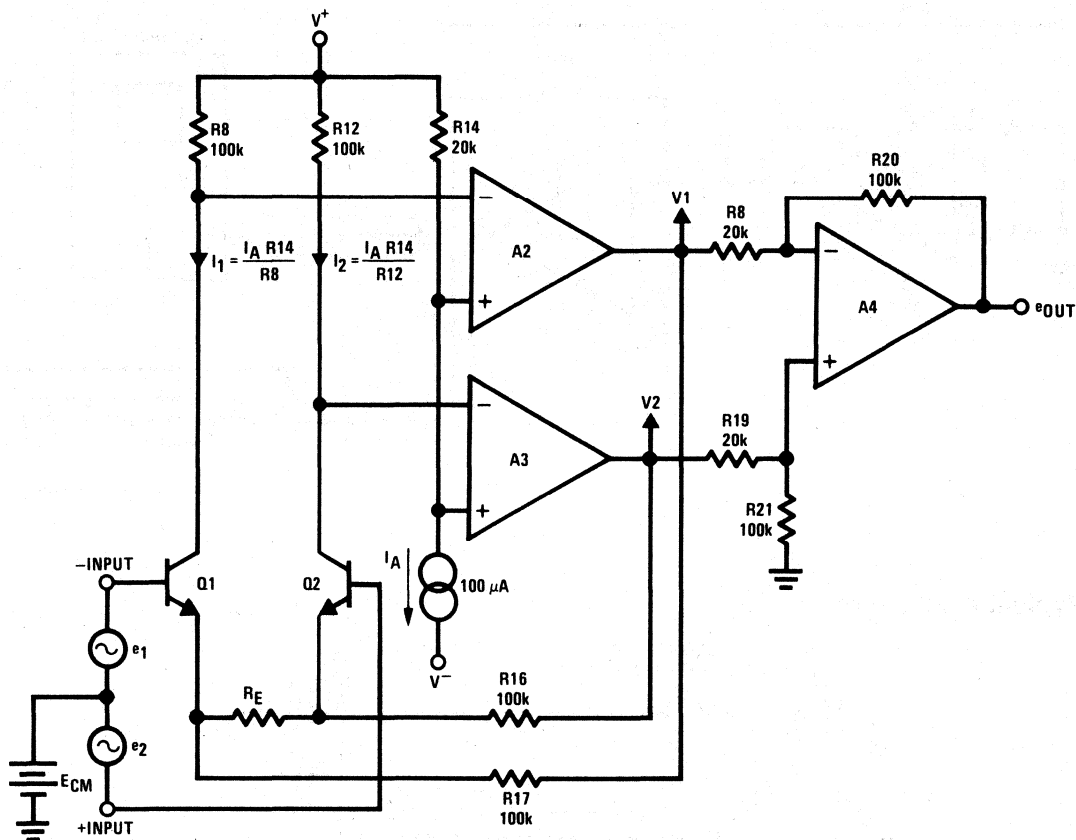 V+
R8
100k
R12
100k
R14
20k
I1 = IA R14
R8
I2 = IA R14
R12
−
A2
+
V1
R8
20k
R20
100k
−
A4
+
eOUT
−
A3
+
V2
R19
20k
R21
100k
−INPUT
Q1
Q2
IA
100 μA
V−
e1
RE
R16
100k
e2
ECM
R17
100k
+INPUT